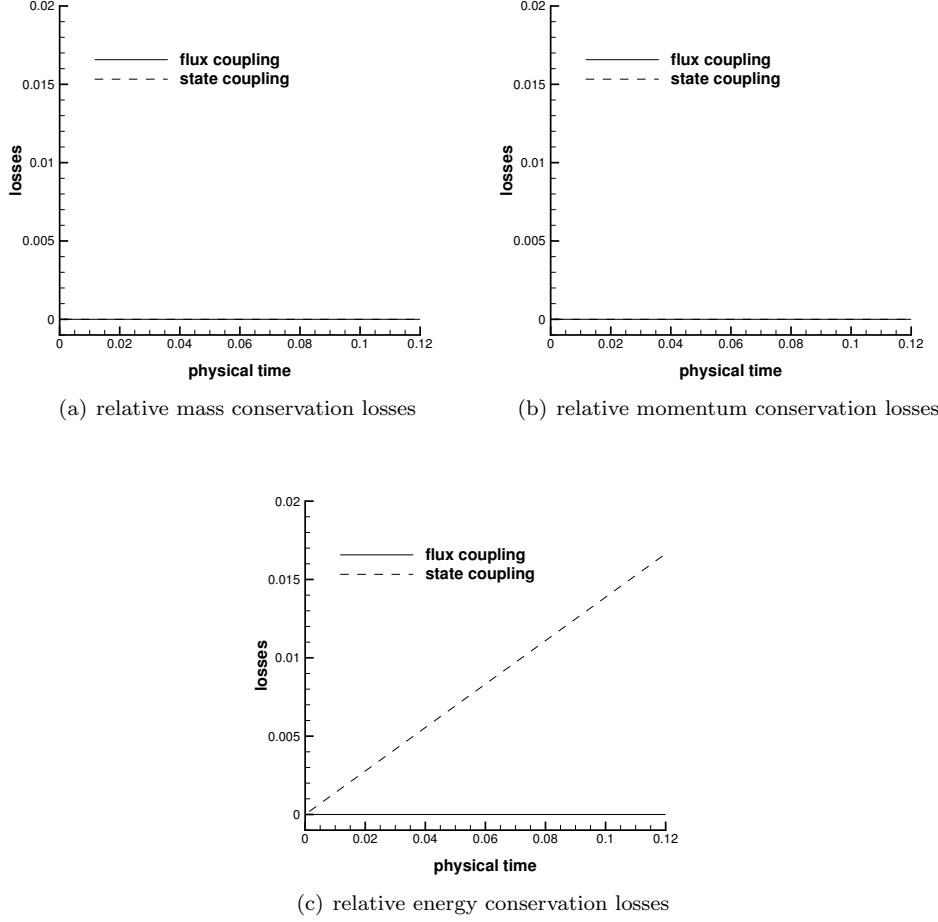 0.02
flux coupling
state coupling
0.015
0.01
losses
0.005
0
0 0.02 0.04 0.06 0.08 0.1 0.12
physical time
(a) relative mass conservation losses
0.02
flux coupling
state coupling
0.015
0.01
losses
0.005
0
0 0.02 0.04 0.06 0.08 0.1 0.12
physical time
(b) relative momentum conservation losses
0.02
flux coupling
state coupling
0.015
0.01
losses
0.005
0
0 0.02 0.04 0.06 0.08 0.1 0.12
physical time
(c) relative energy conservation losses